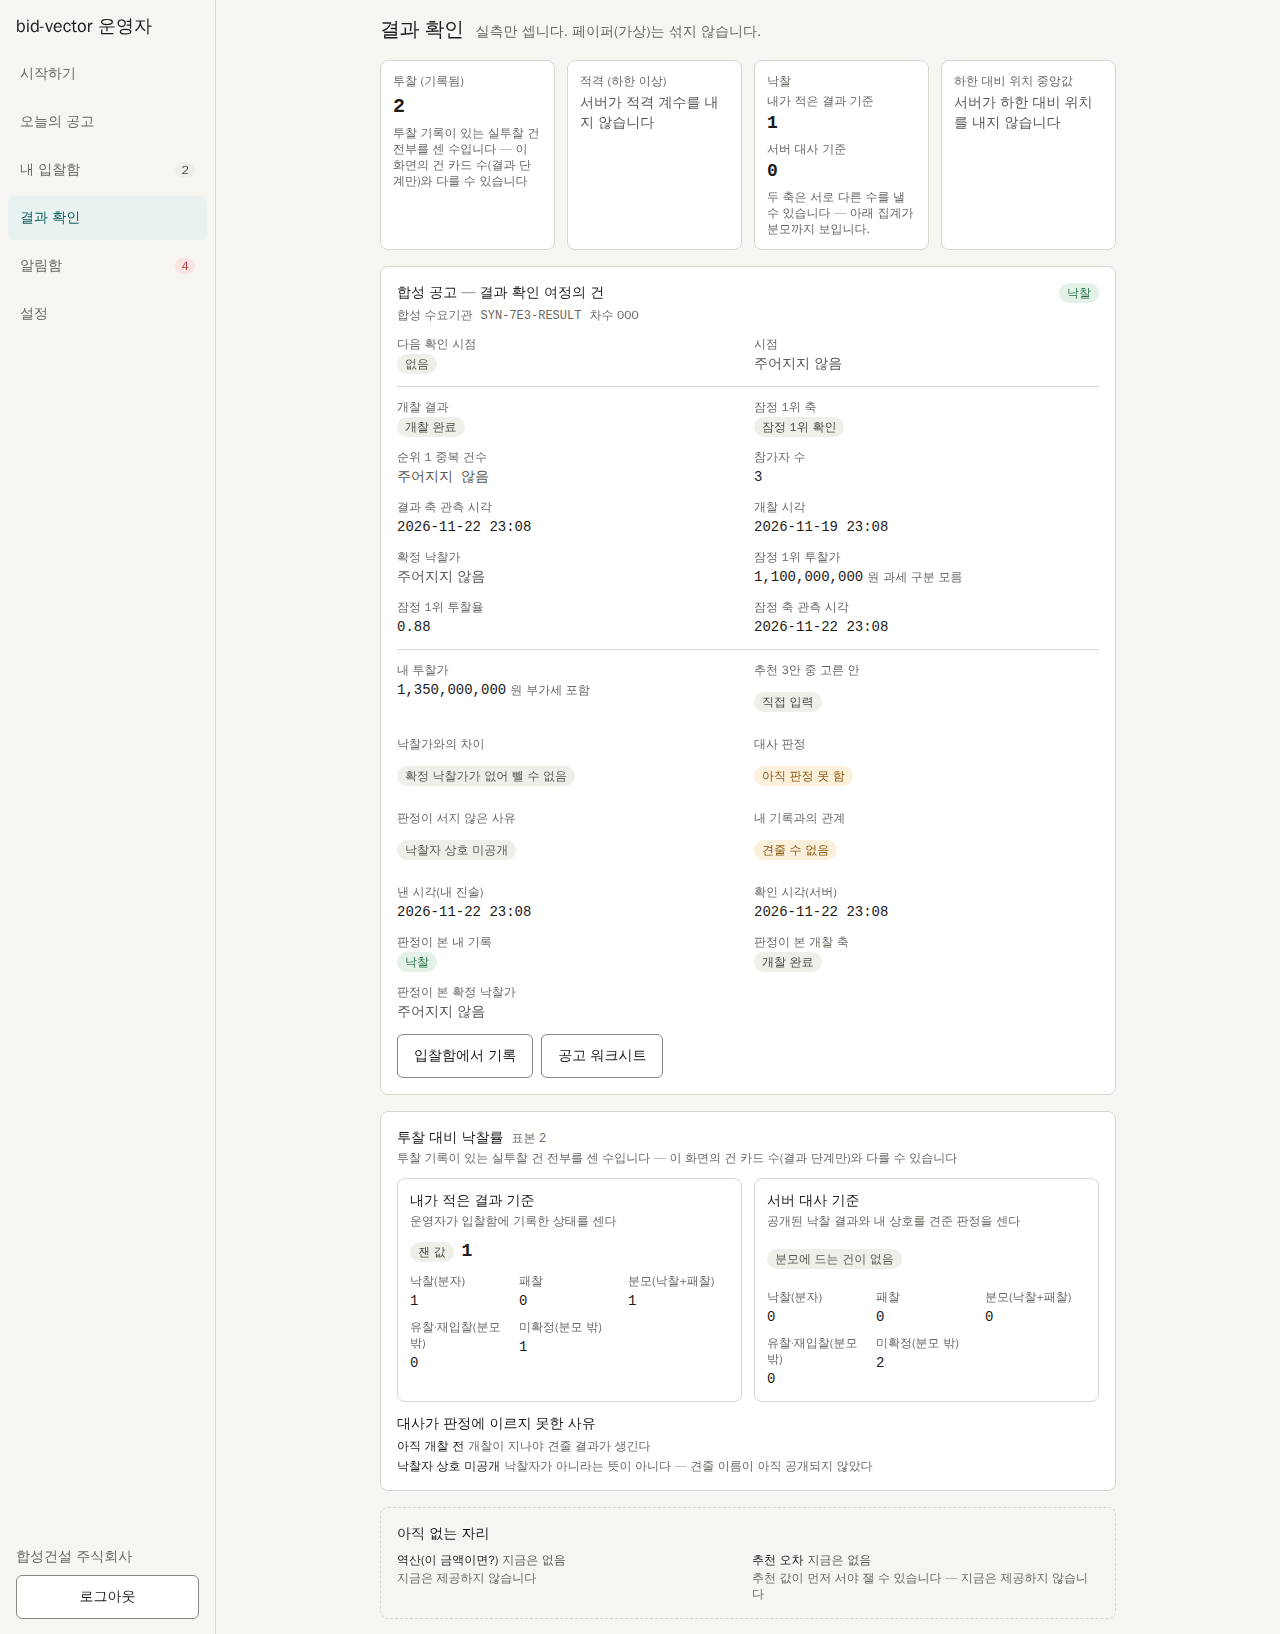 bid-vector 운영자
시작하기
오늘의 공고
내 입찰함 2
결과 확인
알림함 4
설정
합성건설 주식회사
로그아웃
결과 확인 실측만 셉니다. 페이퍼(가상)는 섞지 않습니다.
투찰 (기록됨)
2
투찰 기록이 있는 실투찰 건
전부를 센 수입니다 — 이
화면의 건 카드 수(결과 단
계만)와 다를 수 있습니다
적격 (하한 이상)
서버가 적격 계수를 내
지 않습니다
낙찰
내가 적은 결과 기준
1
서버 대사 기준
0
두 축은 서로 다른 수를 낼
수 있습니다 — 아래 집계가
분모까지 보입니다.
하한 대비 위치 중앙값
서버가 하한 대비 위치
를 내지 않습니다
합성 공고 — 결과 확인 여정의 건 낙찰
합성 수요기관 SYN-7E3-RESULT 차수 000
다음 확인 시점
없음
시점
주어지지 않음
개찰 결과
개찰 완료
잠정 1위 축
잠정 1위 확인
순위 1 중복 건수
주어지지 않음
참가자 수
3
결과 축 관측 시각
2026-11-22 23:08
개찰 시각
2026-11-19 23:08
확정 낙찰가
주어지지 않음
잠정 1위 투찰가
1,100,000,000 원 과세 구분 모름
잠정 1위 투찰율
0.88
잠정 축 관측 시각
2026-11-22 23:08
내 투찰가
1,350,000,000 원 부가세 포함
추천 3안 중 고른 안
직접 입력
낙찰가와의 차이
확정 낙찰가가 없어 뺄 수 없음
대사 판정
아직 판정 못 함
판정이 서지 않은 사유
낙찰자 상호 미공개
내 기록과의 관계
견줄 수 없음
낸 시각(내 진술)
2026-11-22 23:08
확인 시각(서버)
2026-11-22 23:08
판정이 본 내 기록
낙찰
판정이 본 개찰 축
개찰 완료
판정이 본 확정 낙찰가
주어지지 않음
입찰함에서 기록
공고 워크시트
투찰 대비 낙찰률 표본 2
투찰 기록이 있는 실투찰 건 전부를 센 수입니다 — 이 화면의 건 카드 수(결과 단계만)와 다를 수 있습니다
내가 적은 결과 기준
운영자가 입찰함에 기록한 상태를 센다
잰 값 1
낙찰(분자)
1
패찰
0
분모(낙찰+패찰)
1
유찰·재입찰(분모
밖)
0
미확정(분모 밖)
1
서버 대사 기준
공개된 낙찰 결과와 내 상호를 견준 판정을 센다
분모에 드는 건이 없음
낙찰(분자)
0
패찰
0
분모(낙찰+패찰)
0
유찰·재입찰(분모
밖)
0
미확정(분모 밖)
2
대사가 판정에 이르지 못한 사유
아직 개찰 전 개찰이 지나야 견줄 결과가 생긴다
낙찰자 상호 미공개 낙찰자가 아니라는 뜻이 아니다 — 견줄 이름이 아직 공개되지 않았다
아직 없는 자리
역산(이 금액이면?) 지금은 없음
지금은 제공하지 않습니다
추천 오차 지금은 없음
추천 값이 먼저 서야 잴 수 있습니다 — 지금은 제공하지 않습니
다